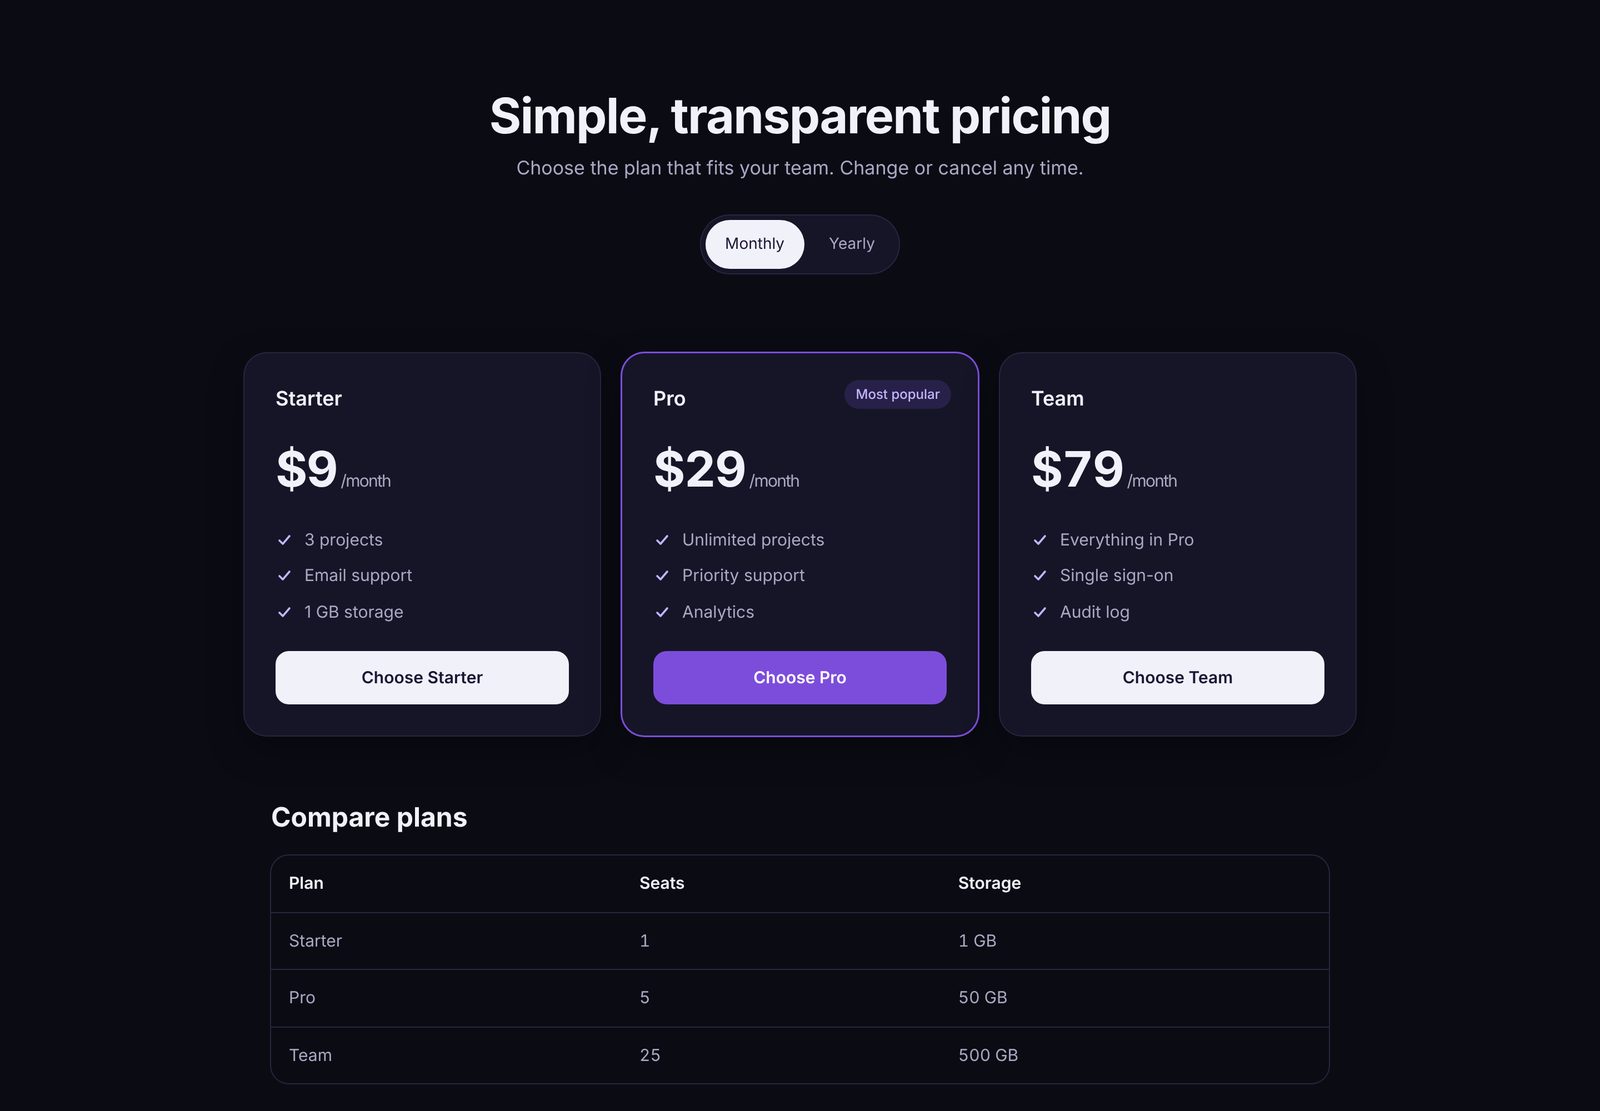 Simple, transparent pricing
Choose the plan that fits your team. Change or cancel any time.
Monthly Yearly
Starter
$9 /month
3 projects
Email support
1 GB storage
Choose Starter
Pro
Most popular
$29 /month
Unlimited projects
Priority support
Analytics
Choose Pro
Team
$79 /month
Everything in Pro
Single sign-on
Audit log
Choose Team
Compare plans
Plan Seats Storage
Starter 1 1 GB
Pro 5 50 GB
Team 25 500 GB